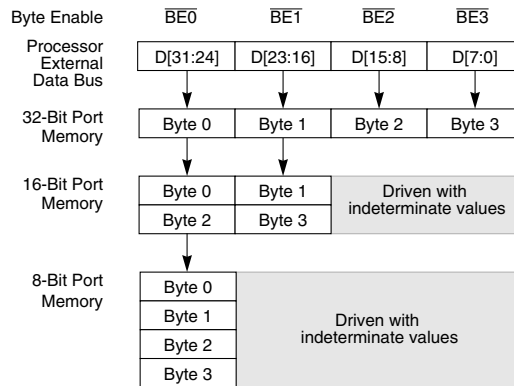 Byte Enable BE0 BE1 BE2 BE3
Processor
External
Data Bus
D[31:24] D[23:16] D[15:8] D[7:0]
32-Bit Port
Memory
Byte 0 Byte 1 Byte 2 Byte 3
16-Bit Port
Memory
Byte 0 Byte 1
Byte 2 Byte 3
Driven with
indeterminate values
8-Bit Port
Memory
Byte 0
Byte 1
Byte 2
Byte 3
Driven with
indeterminate values